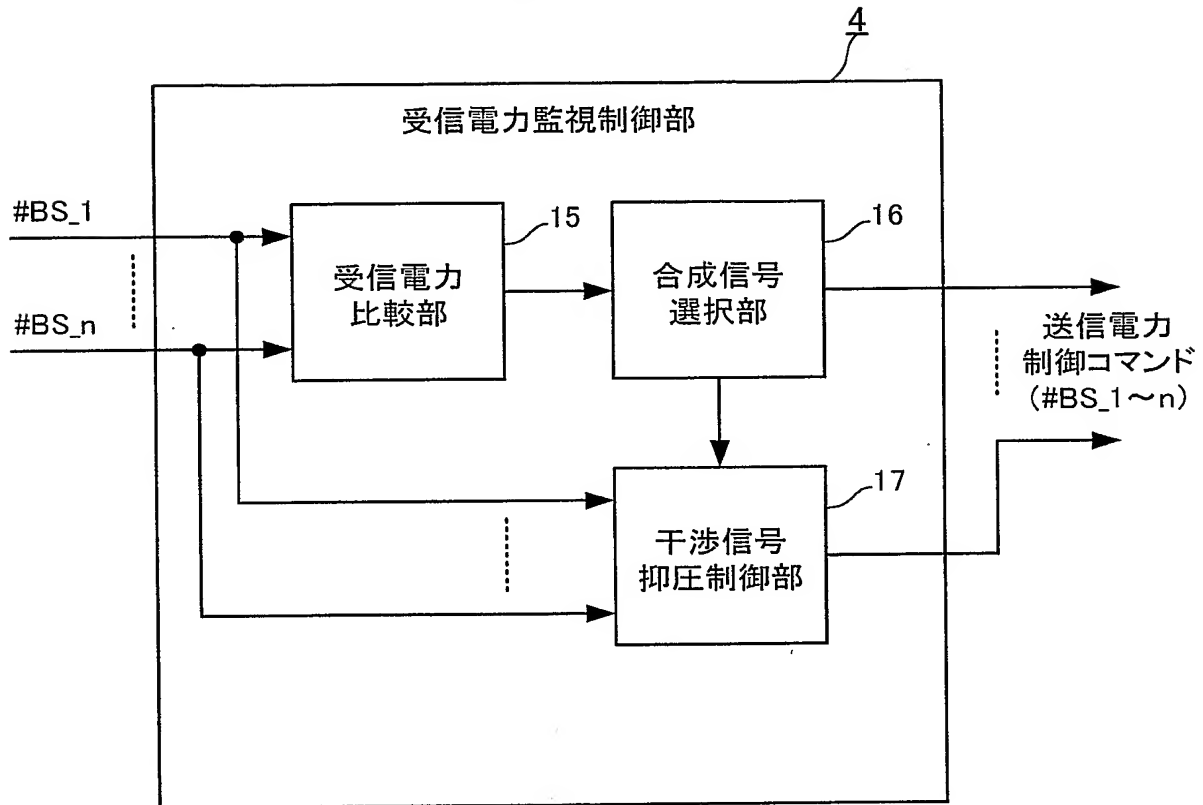 4
受信電力監視制御部
#BS_1
15
16
受信電力
比較部
合成信号
選択部
#BS_n
送信電力
制御コマンド
(#BS_1～n)
17
干渉信号
抑圧制御部